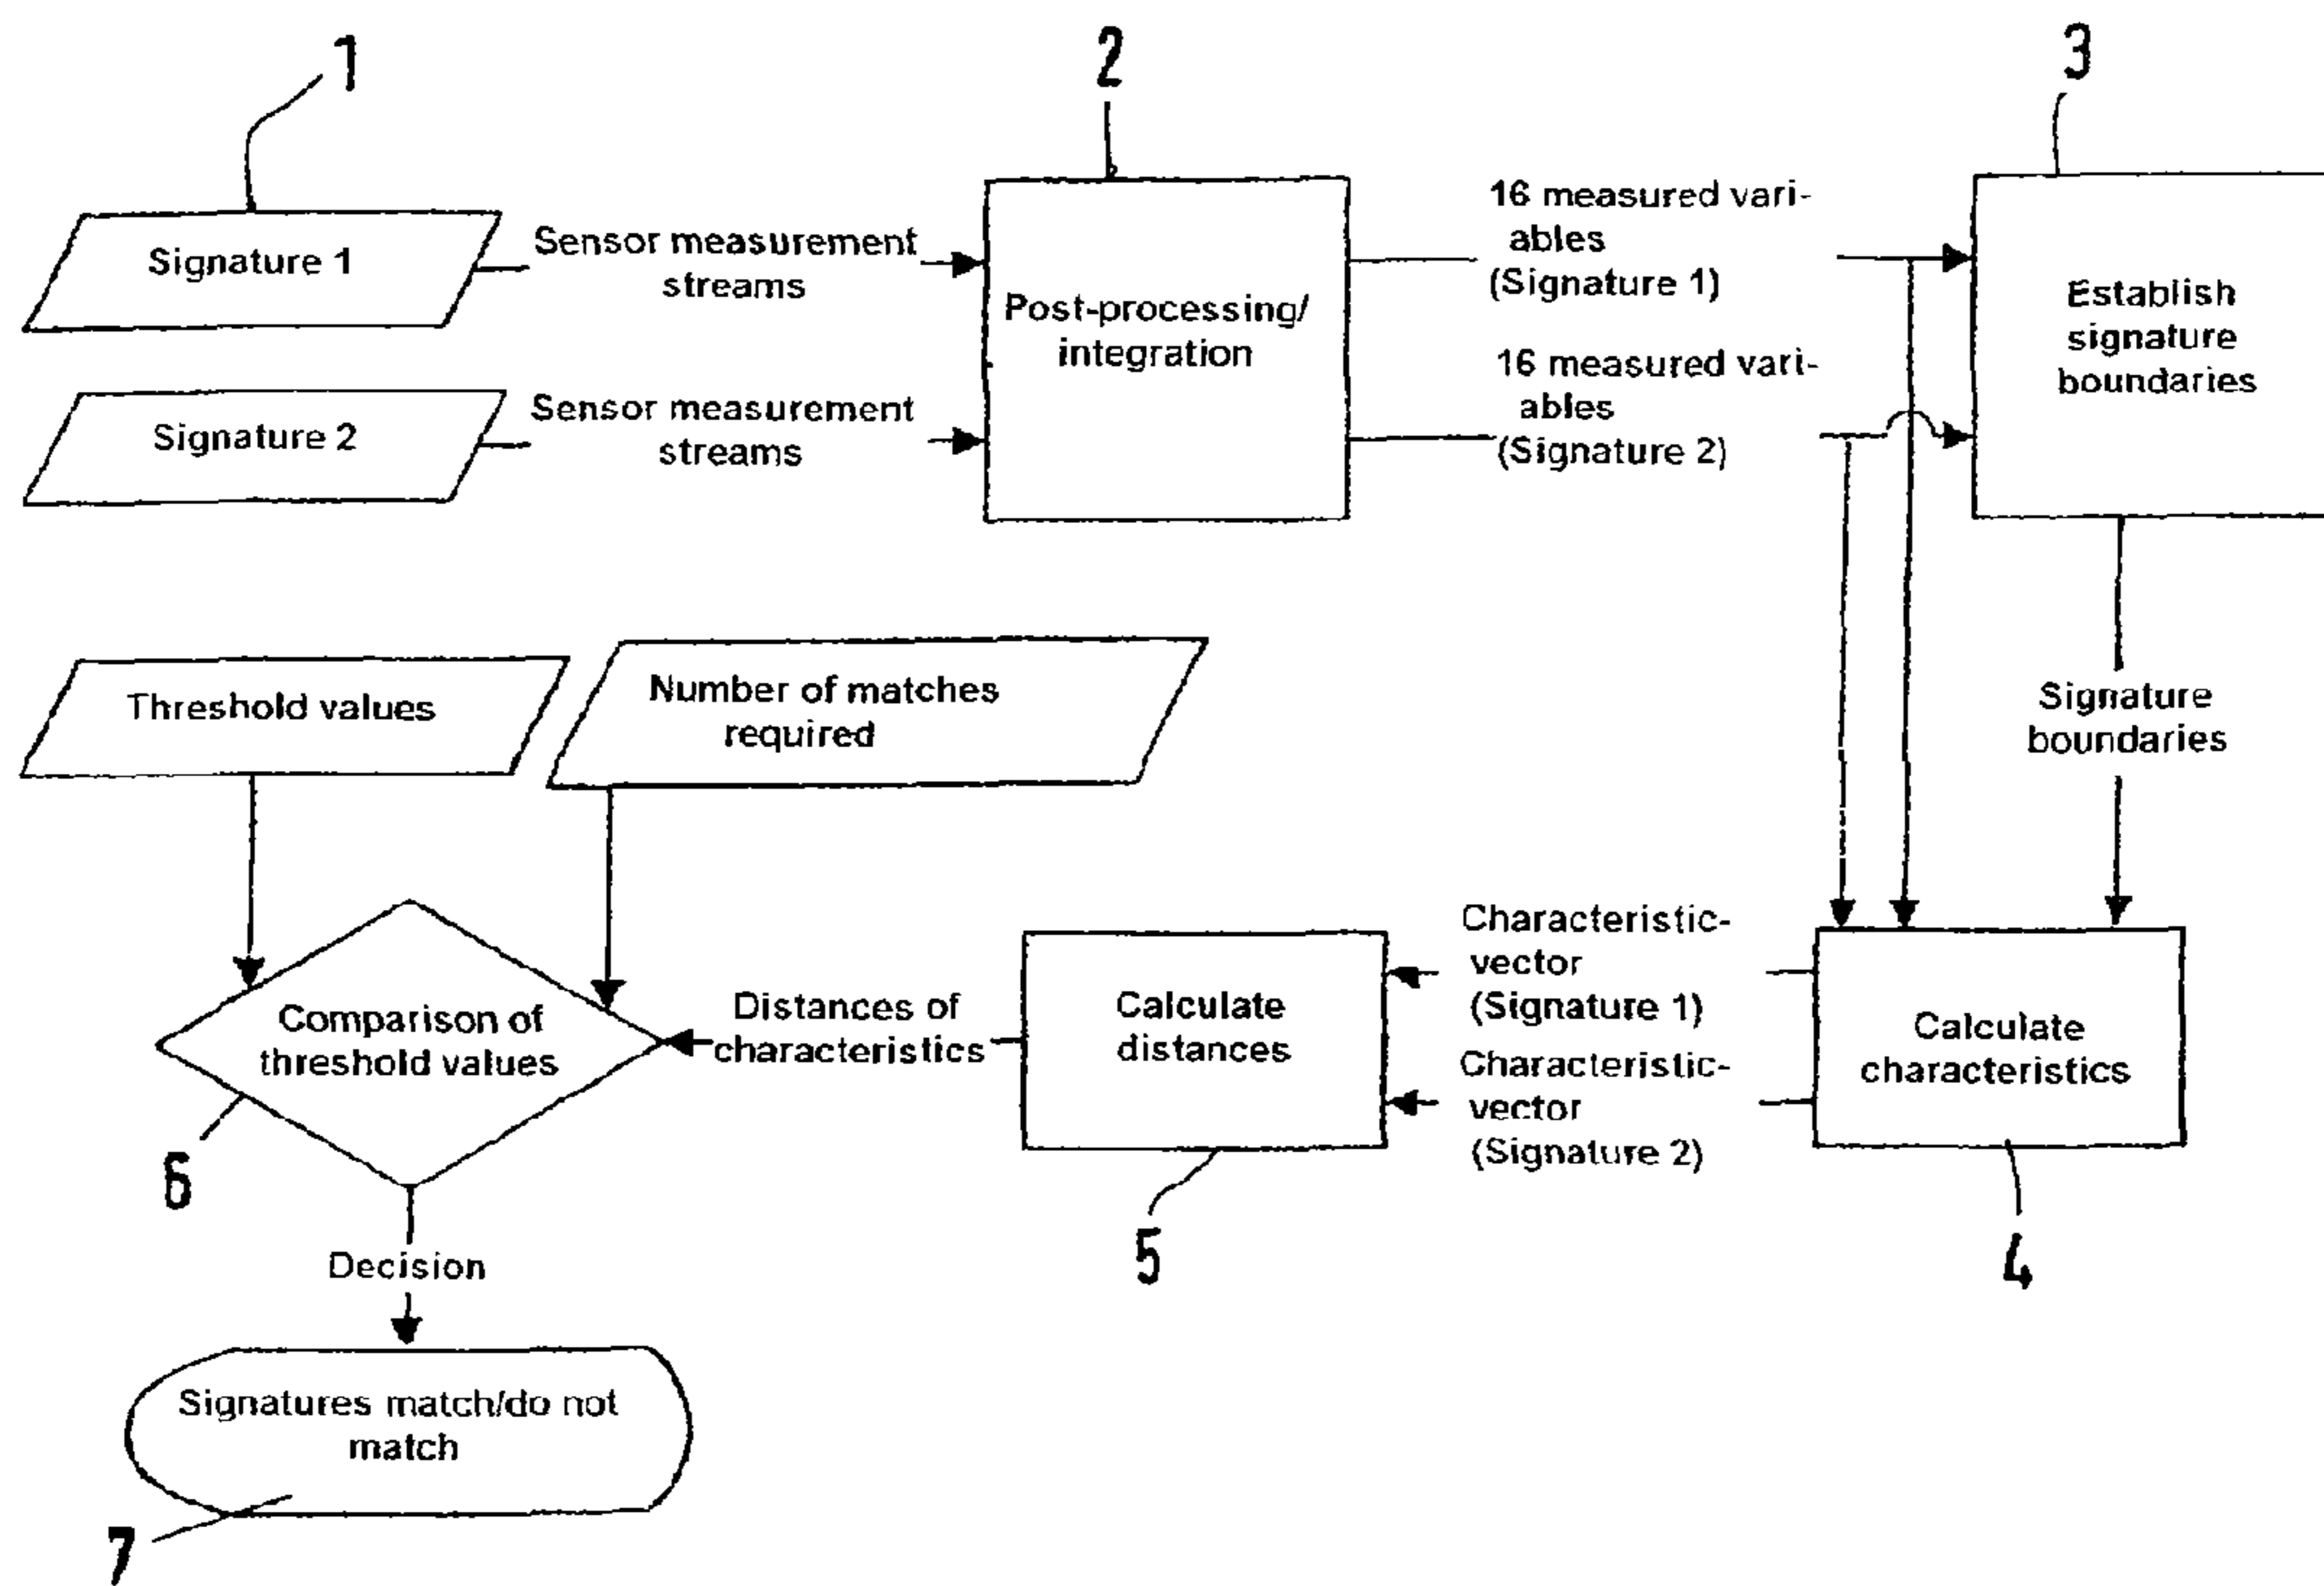 1
2
3
Signature 1
Sensor measurement
streams
Post-processing/
integration
16 measured vari-
ables
(Signature 1)
Establish
signature
boundaries
Signature 2
Sensor measurement
streams
16 measured vari-
ables
(Signature 2)
Threshold values
Number of matches
required
Signature
boundaries
Comparison of
threshold values
Distances of
characteristics
Calculate
distances
Characteristic-
vector
(Signature 1)
Characteristic-
vector
(Signature 2)
Calculate
characteristics
6
5
4
Decision
Signatures match/do not
match
7